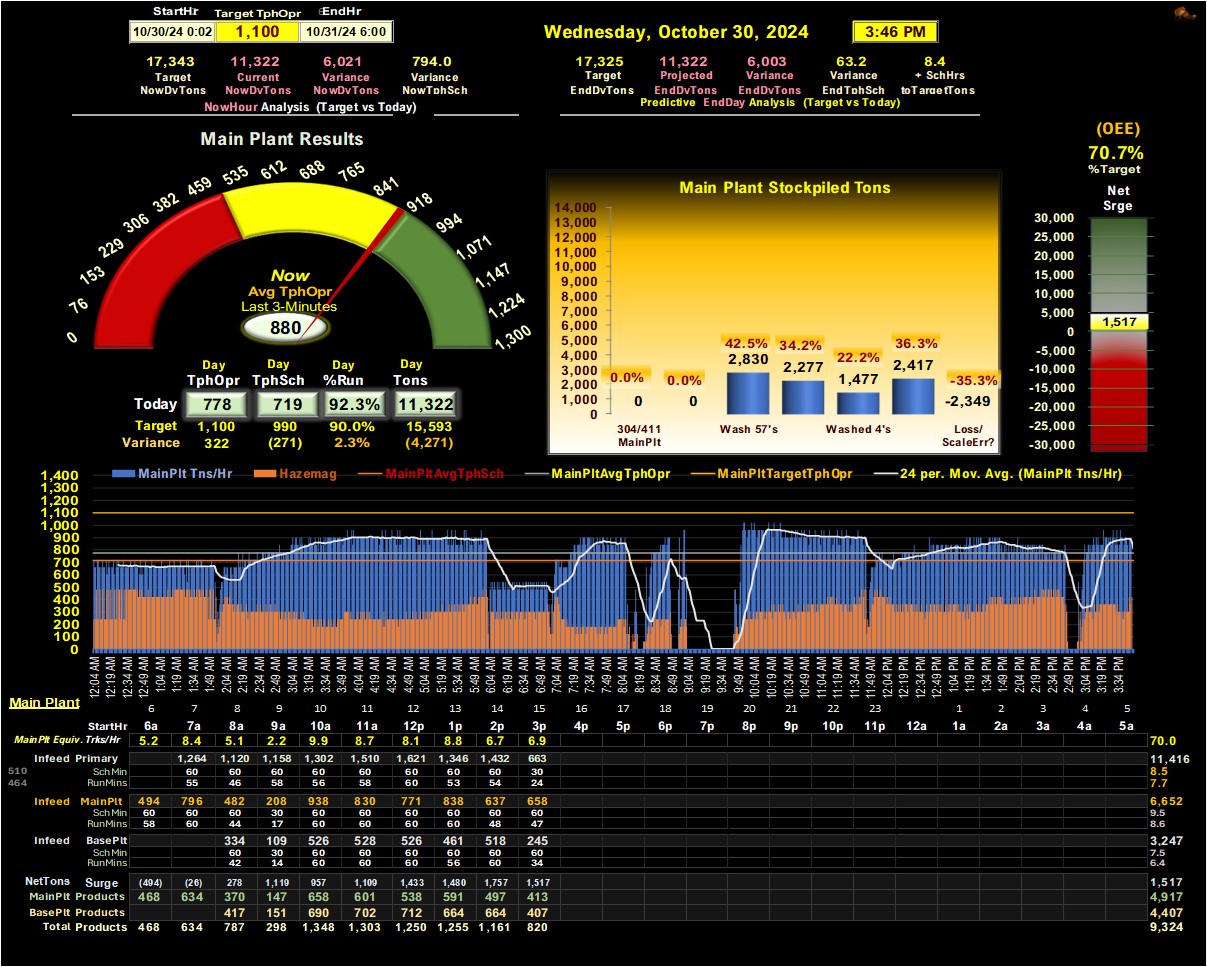 StartHr Target TphOpr EndHr
10/30/24 0:02 1,100 10/31/24 6:00
Wednesday, October 30, 2024 3:46 PM
17,343 11,322 6,021 794.0
Target Current Variance Variance
NowDvTons NowDvTons NowDvTons NowTphSch
NowHour Analysis (Target vs Today)
17,325 11,322 6,003 63.2 8.4
Target Projected Variance Variance + SchHrs
EndDvTons EndDvTons EndDvTons EndTphSch toTargetTons
Predictive EndDay Analysis (Target vs Today)
Main Plant Results
0 76 153 229 306 382 459 535 612 688 765 841 918 994 1,071 1,147 1,224 1,300
Now
Avg TphOpr
Last 3-Minutes
880
Day Day Day Day
TphOpr TphSch %Run Tons
Today 778 719 92.3% 11,322
Target 1,100 990 90.0% 15,593
Variance 322 (271) 2.3% (4,271)
Main Plant Stockpiled Tons
14,000
13,000
12,000
11,000
10,000
9,000
8,000
7,000
6,000
5,000
4,000
3,000
2,000
1,000
0
0.0% 0.0% 42.5% 34.2% 22.2% 36.3% -35.3%
0 0 2,830 2,277 1,477 2,417 -2,349
304/411 Wash 57's Washed 4's Loss/
MainPlt ScaleErr?
(OEE)
70.7%
%Target
Net
Srge
30,000
25,000
20,000
15,000
10,000
5,000
1,517
0
-5,000
-10,000
-15,000
-20,000
-25,000
-30,000
MainPlt Tns/Hr Hazemag MainPltAvgTphSch MainPltAvgTphOpr MainPltTargetTphOpr 24 per. Mov. Avg. (MainPlt Tns/Hr)
1,400
1,300
1,200
1,100
1,000
900
800
700
600
500
400
300
200
100
0
12:04 AM 12:19 AM 12:34 AM 12:49 AM 1:04 AM 1:19 AM 1:34 AM 1:49 AM 2:04 AM 2:19 AM 2:34 AM 2:49 AM 3:04 AM 3:19 AM 3:34 AM 3:49 AM 4:04 AM 4:19 AM 4:34 AM 4:49 AM 5:04 AM 5:19 AM 5:34 AM 5:49 AM 6:04 AM 6:19 AM 6:34 AM 6:49 AM 7:04 AM 7:19 AM 7:34 AM 7:49 AM 8:04 AM 8:19 AM 8:34 AM 8:49 AM 9:04 AM 9:19 AM 9:34 AM 9:49 AM 10:04 AM 10:19 AM 10:34 AM 10:49 AM 11:04 AM 11:19 AM 11:34 AM 11:49 AM 12:04 PM 12:19 PM 12:34 PM 12:49 PM 1:04 PM 1:19 PM 1:34 PM 1:49 PM 2:04 PM 2:19 PM 2:34 PM 2:49 PM 3:04 PM 3:19 PM 3:34 PM
Main Plant 6 7 8 9 10 11 12 13 14 15 16 17 18 19 20 21 22 23 1 2 3 4 5
StartHr 6a 7a 8a 9a 10a 11a 12p 1p 2p 3p 4p 5p 6p 7p 8p 9p 10p 11p 12a 1a 2a 3a 4a 5a
MainPlt Equiv. Trks/Hr 5.2 8.4 5.1 2.2 9.9 8.7 8.1 8.8 6.7 6.9 70.0
Infeed Primary 1,264 1,120 1,158 1,302 1,510 1,621 1,346 1,432 663 11,416
510 SchMin 60 60 60 60 60 60 60 60 30 8.5
464 RunMins 55 46 58 56 58 60 53 54 24 7.7
Infeed MainPlt 494 796 482 208 938 830 771 838 637 658 6,652
SchMin 60 60 60 30 60 60 60 60 60 60 9.5
RunMins 58 60 44 17 60 60 60 60 48 47 8.6
Infeed BasePlt 334 109 526 528 526 461 518 245 3,247
SchMin 60 30 60 60 60 60 60 60 7.5
RunMins 42 14 60 60 60 56 60 34 6.4
NetTons Surge (494) (26) 278 1,119 957 1,109 1,433 1,480 1,757 1,517 1,517
MainPlt Products 468 634 370 147 658 601 538 591 497 413 4,917
BasePlt Products 417 151 690 702 712 664 664 407 4,407
Total Products 468 634 787 298 1,348 1,303 1,250 1,255 1,161 820 9,324